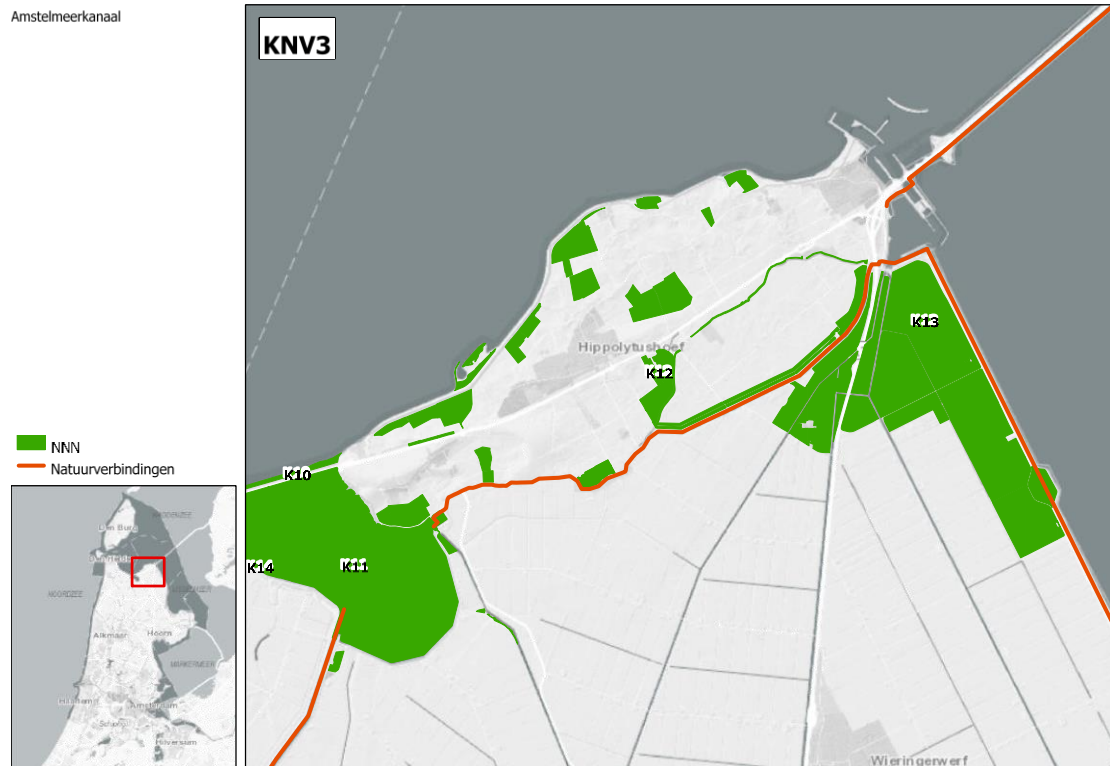 Amstelmeerkanaal
KNV3
Hippolytushoef
K13
K12
K10
K14
K11
Wieringerwerf
NNN
Natuurverbindingen
Den Burg
NOORDZEE
Alkmaar
Hoorn
MARKERMEER
Haarlem
Amsterdam
Schiphol
Hilversum